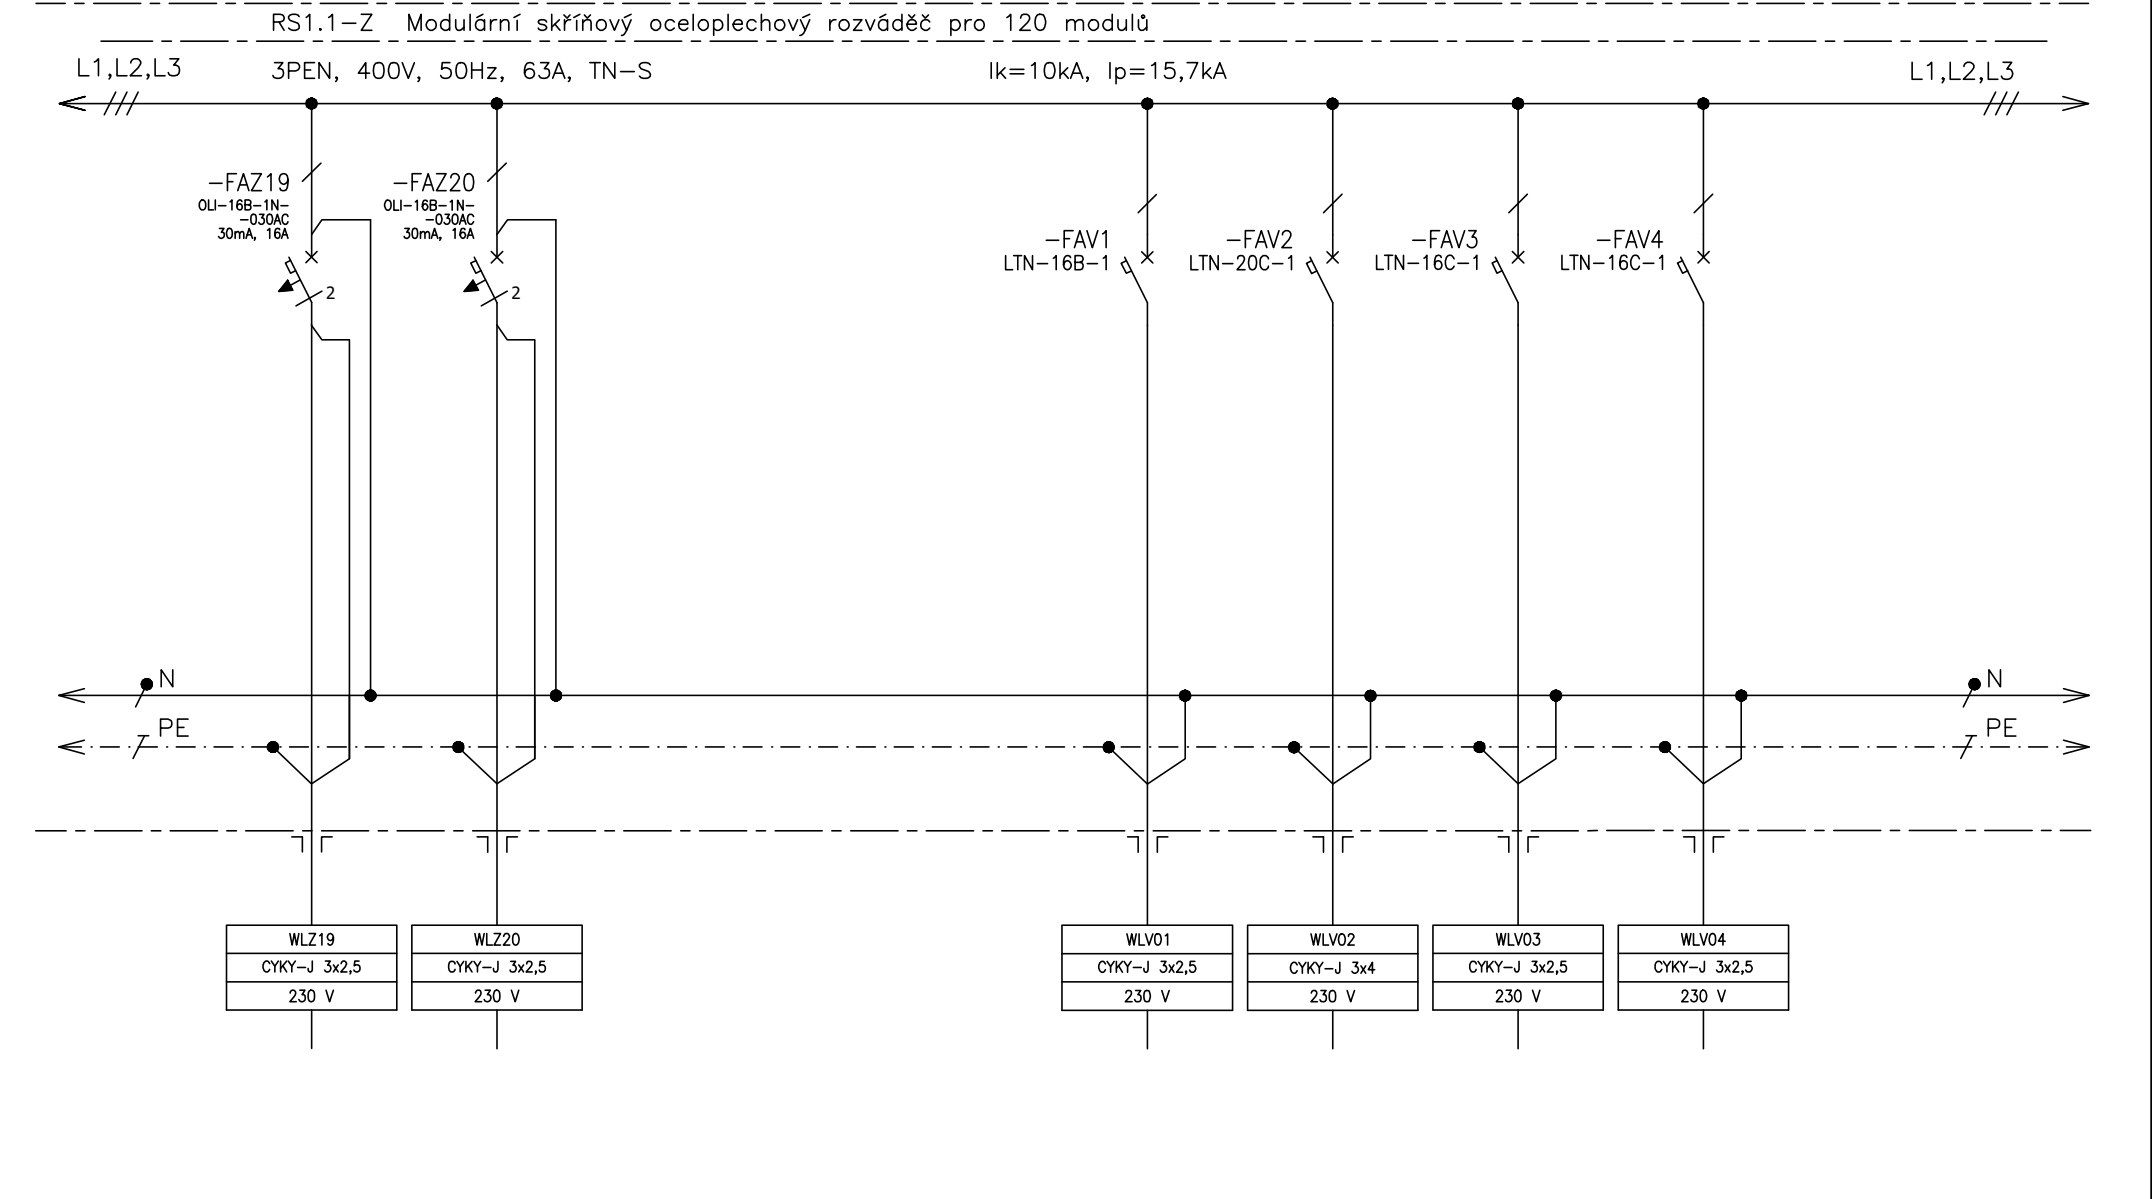 RS1.1-Z Modulární skříňový oceloplechový rozváděč pro 120 modulů
L1,L2,L3
3PEN, 400V, 50Hz, 63A, TN-S
Ik=10kA, Ip=15,7kA
L1,L2,L3
-FAZ19
OLI-16B-1N-
-030AC
30mA, 16A
2
-FAZ20
OLI-16B-1N-
-030AC
30mA, 16A
2
-FAV1
LTN-16B-1
-FAV2
LTN-20C-1
-FAV3
LTN-16C-1
-FAV4
LTN-16C-1
N
N
PE
PE
WLZ19
CYKY-J 3x2,5
230 V
WLZ20
CYKY-J 3x2,5
230 V
WLV01
CYKY-J 3x2,5
230 V
WLV02
CYKY-J 3x4
230 V
WLV03
CYKY-J 3x2,5
230 V
WLV04
CYKY-J 3x2,5
230 V